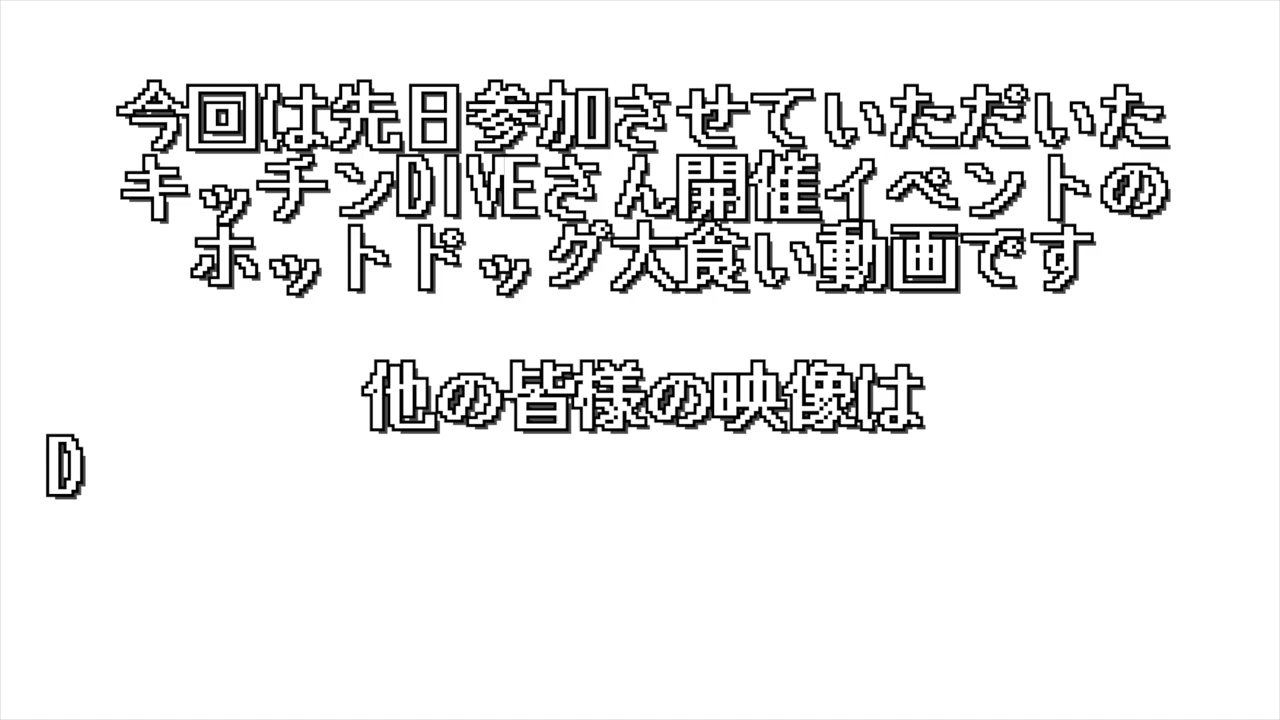 今回は先日参加させていただいた
キッチンDIVEさん開催イベントの
ホットドッグ大食い動画です
他の皆様の映像は
D